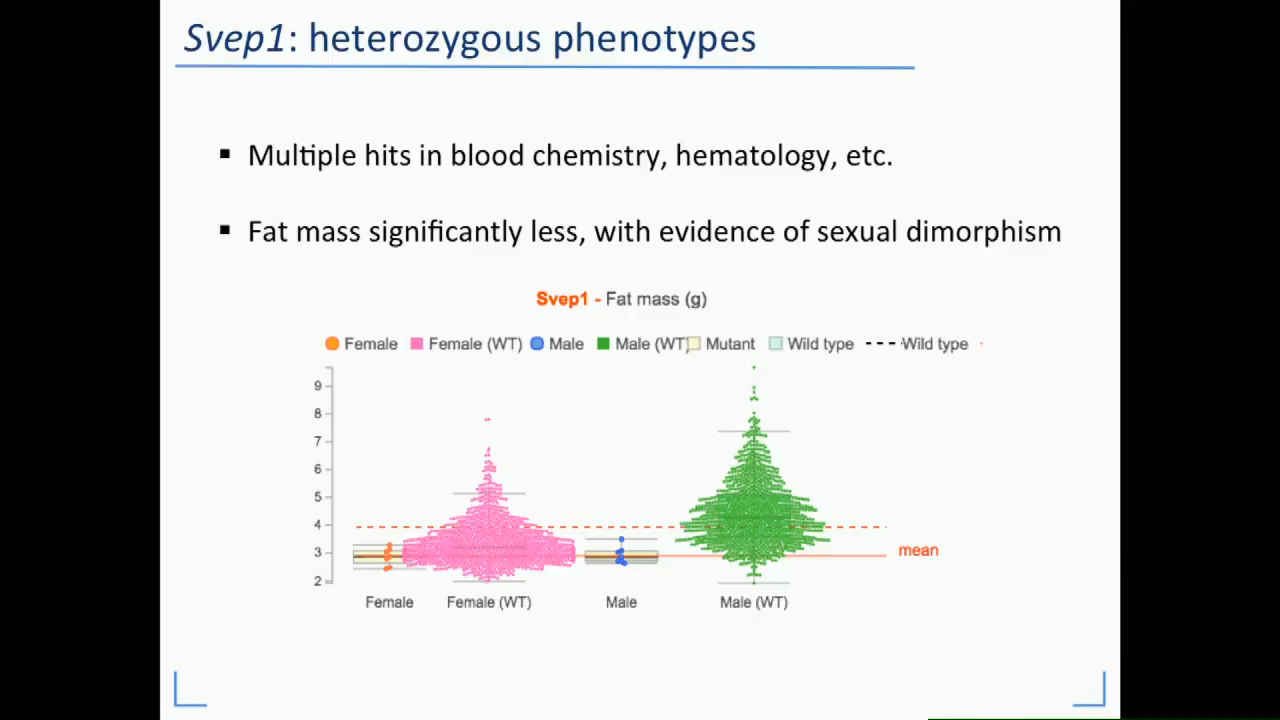 Svep1: heterozygous phenotypes
▪ Multiple hits in blood chemistry, hematology, etc.
▪ Fat mass significantly less, with evidence of sexual dimorphism
Svep1 - Fat mass (g)
Female Female (WT) Male Male (WT) Mutant Wild type Wild type
9
8
7
6
5
4
3
2
mean
Female Female (WT) Male Male (WT)